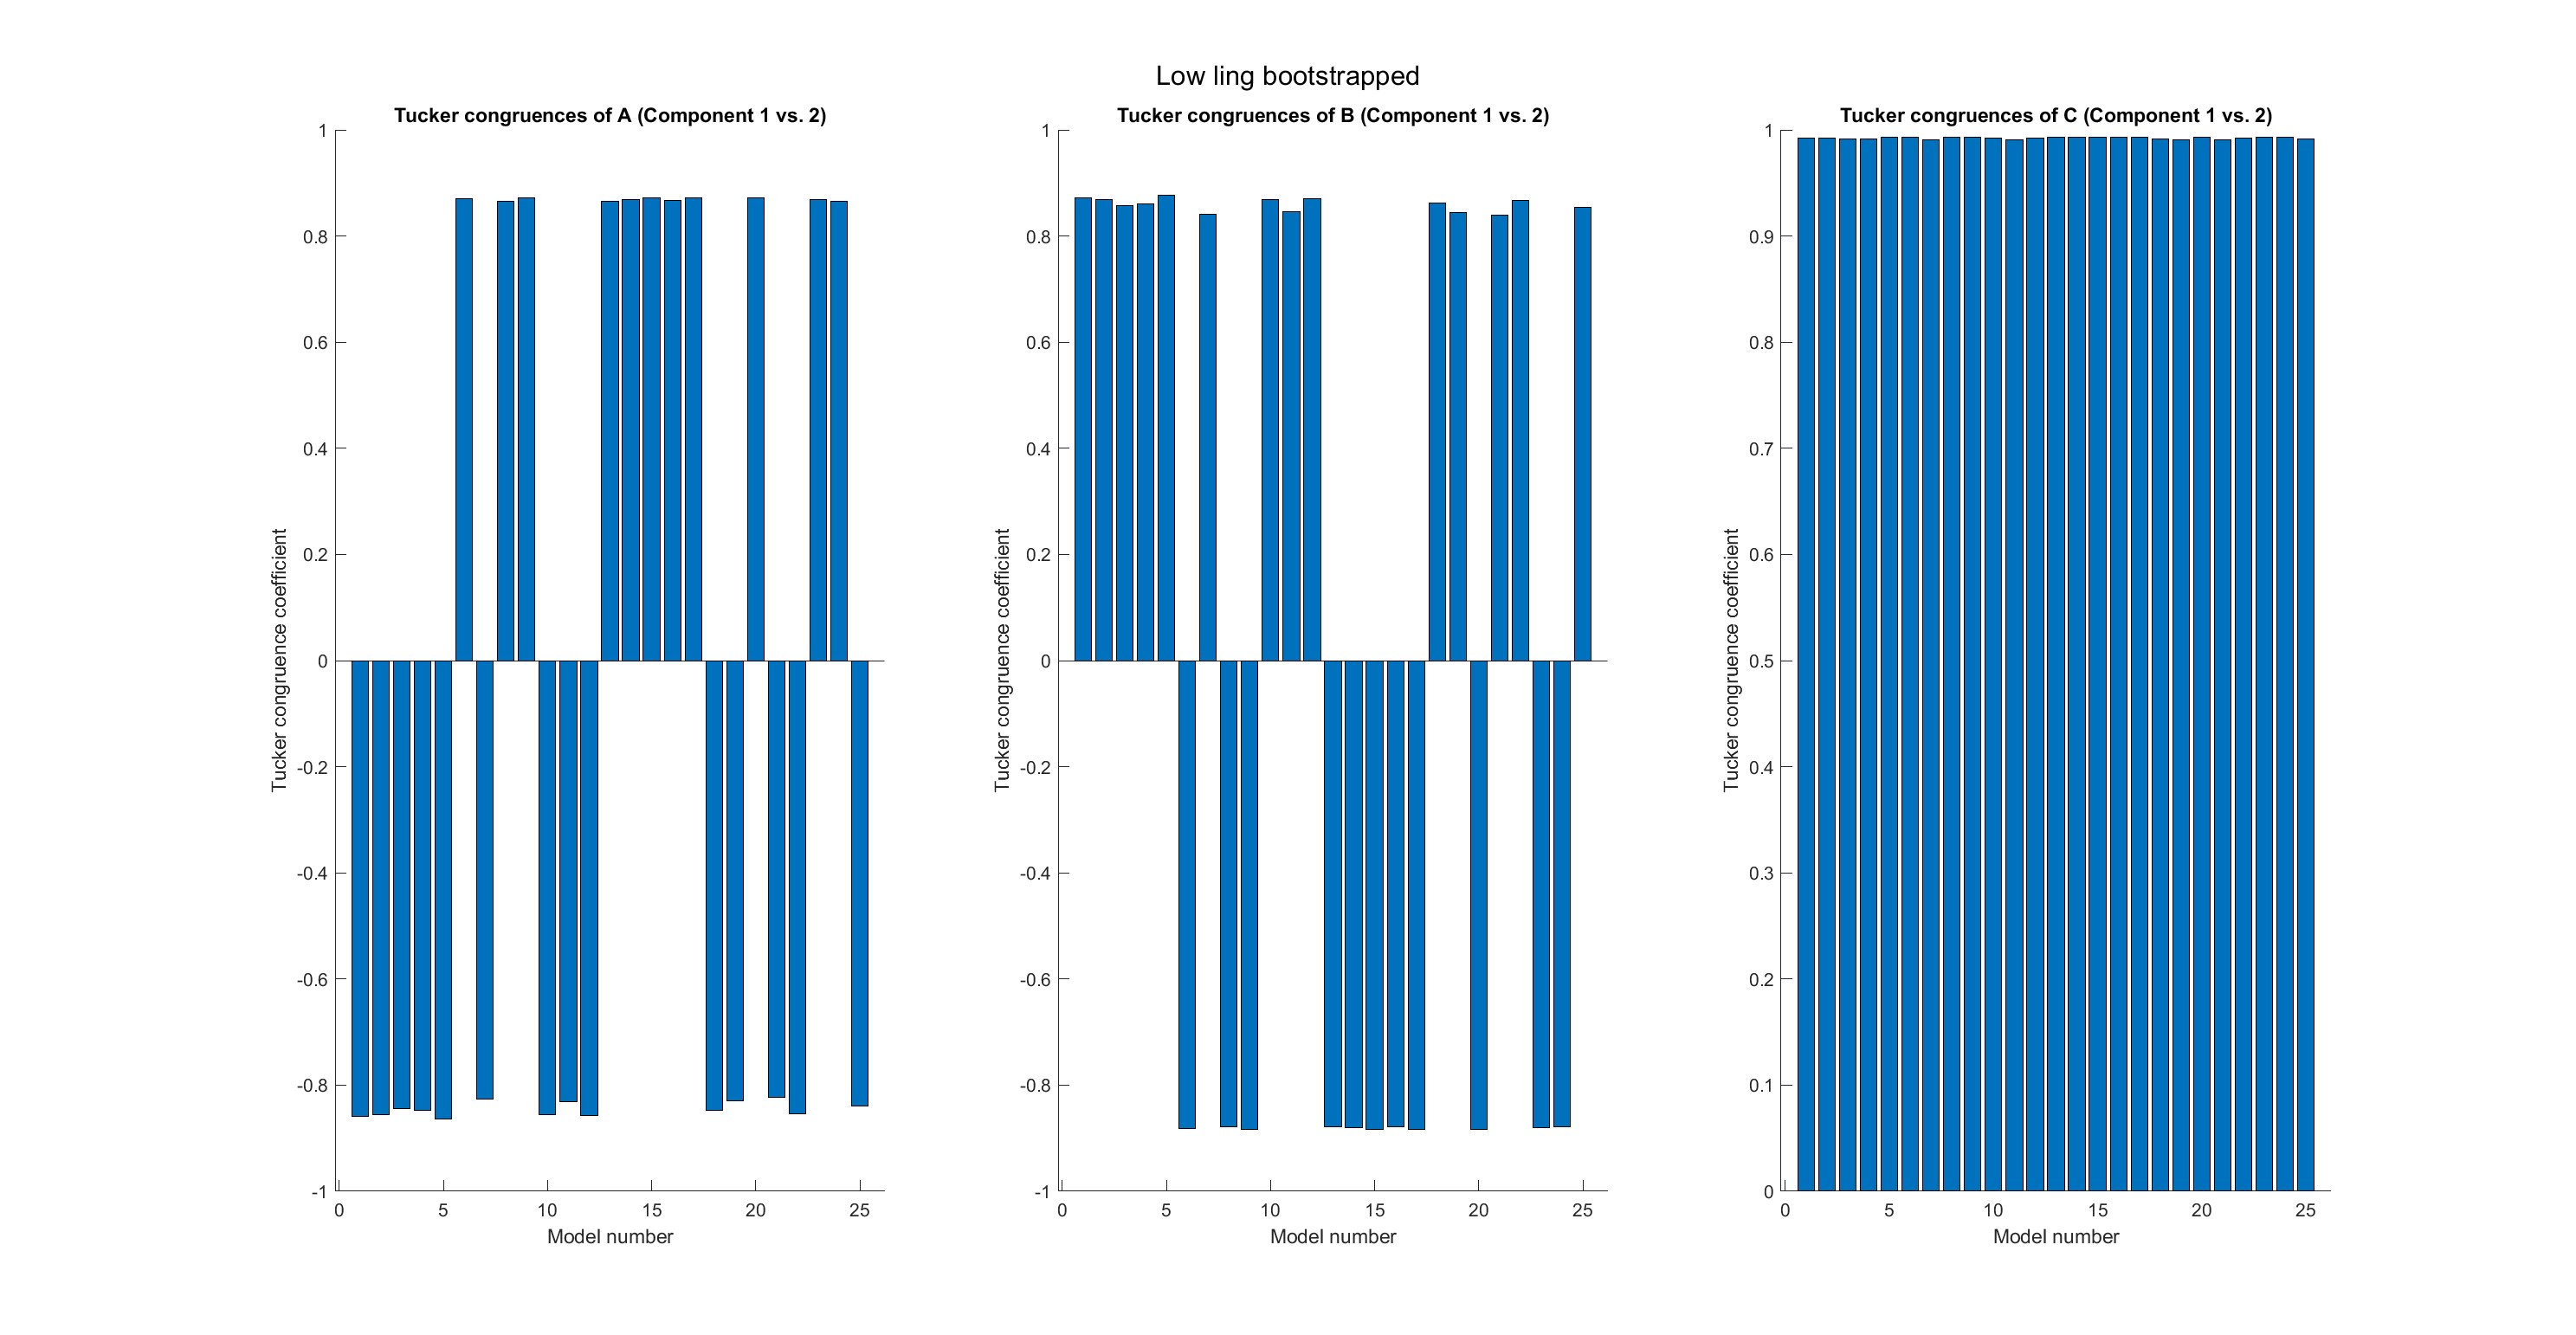 Low ling bootstrapped
Tucker congruences of A (Component 1 vs. 2)
Tucker congruence coefficient
1
0.8
0.6
0.4
0.2
0
-0.2
-0.4
-0.6
-0.8
-1
0 5 10 15 20 25
Model number
Tucker congruences of B (Component 1 vs. 2)
Tucker congruence coefficient
1
0.8
0.6
0.4
0.2
0
-0.2
-0.4
-0.6
-0.8
-1
0 5 10 15 20 25
Model number
Tucker congruences of C (Component 1 vs. 2)
Tucker congruence coefficient
1
0.9
0.8
0.7
0.6
0.5
0.4
0.3
0.2
0.1
0
0 5 10 15 20 25
Model number